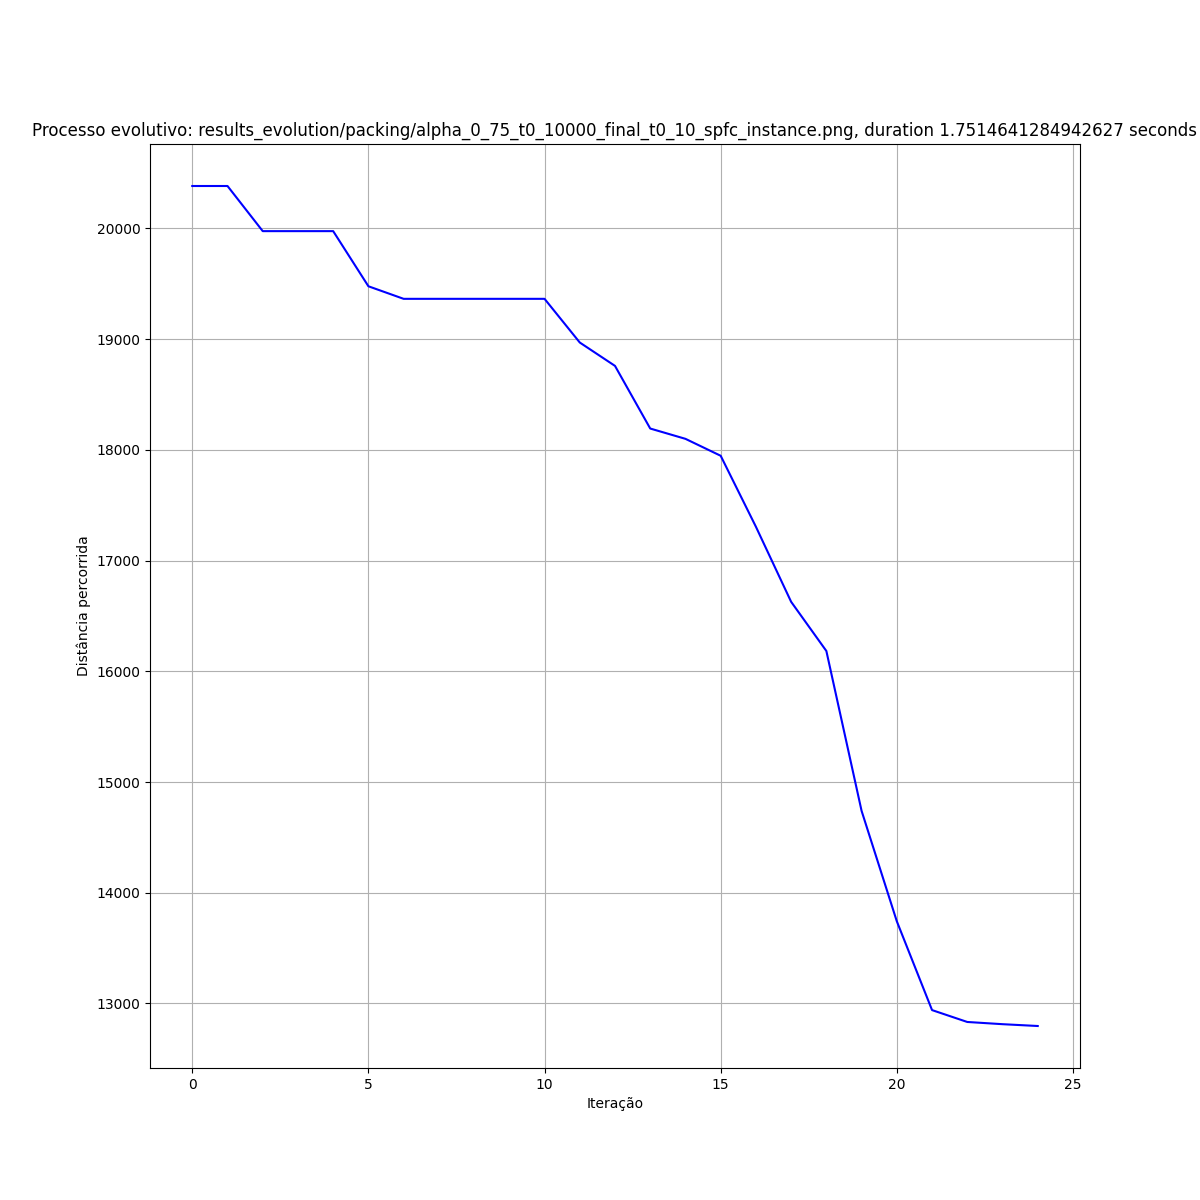 Processo evolutivo: results_evolution/packing/alpha_0_75_t0_10000_final_t0_10_spfc_instance.png, duration 1.7514641284942627 seconds
20000
19000
18000
17000
16000
15000
14000
13000
Distância percorrida
0 5 10 15 20 25
Iteração